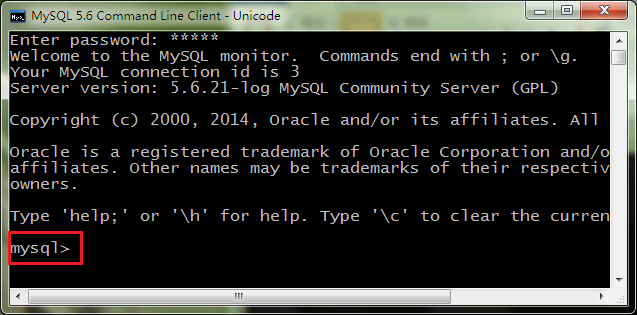 MySQL 5.6 Command Line Client - Unicode
Enter password: *****
Welcome to the MySQL monitor.  Commands end with ; or \g.
Your MySQL connection id is 3
Server version: 5.6.21-log MySQL Community Server (GPL)
Copyright (c) 2000, 2014, Oracle and/or its affiliates. All
Oracle is a registered trademark of Oracle Corporation and/o
affiliates. Other names may be trademarks of their respectiv
owners.
Type 'help;' or '\h' for help. Type '\c' to clear the curren
mysql>